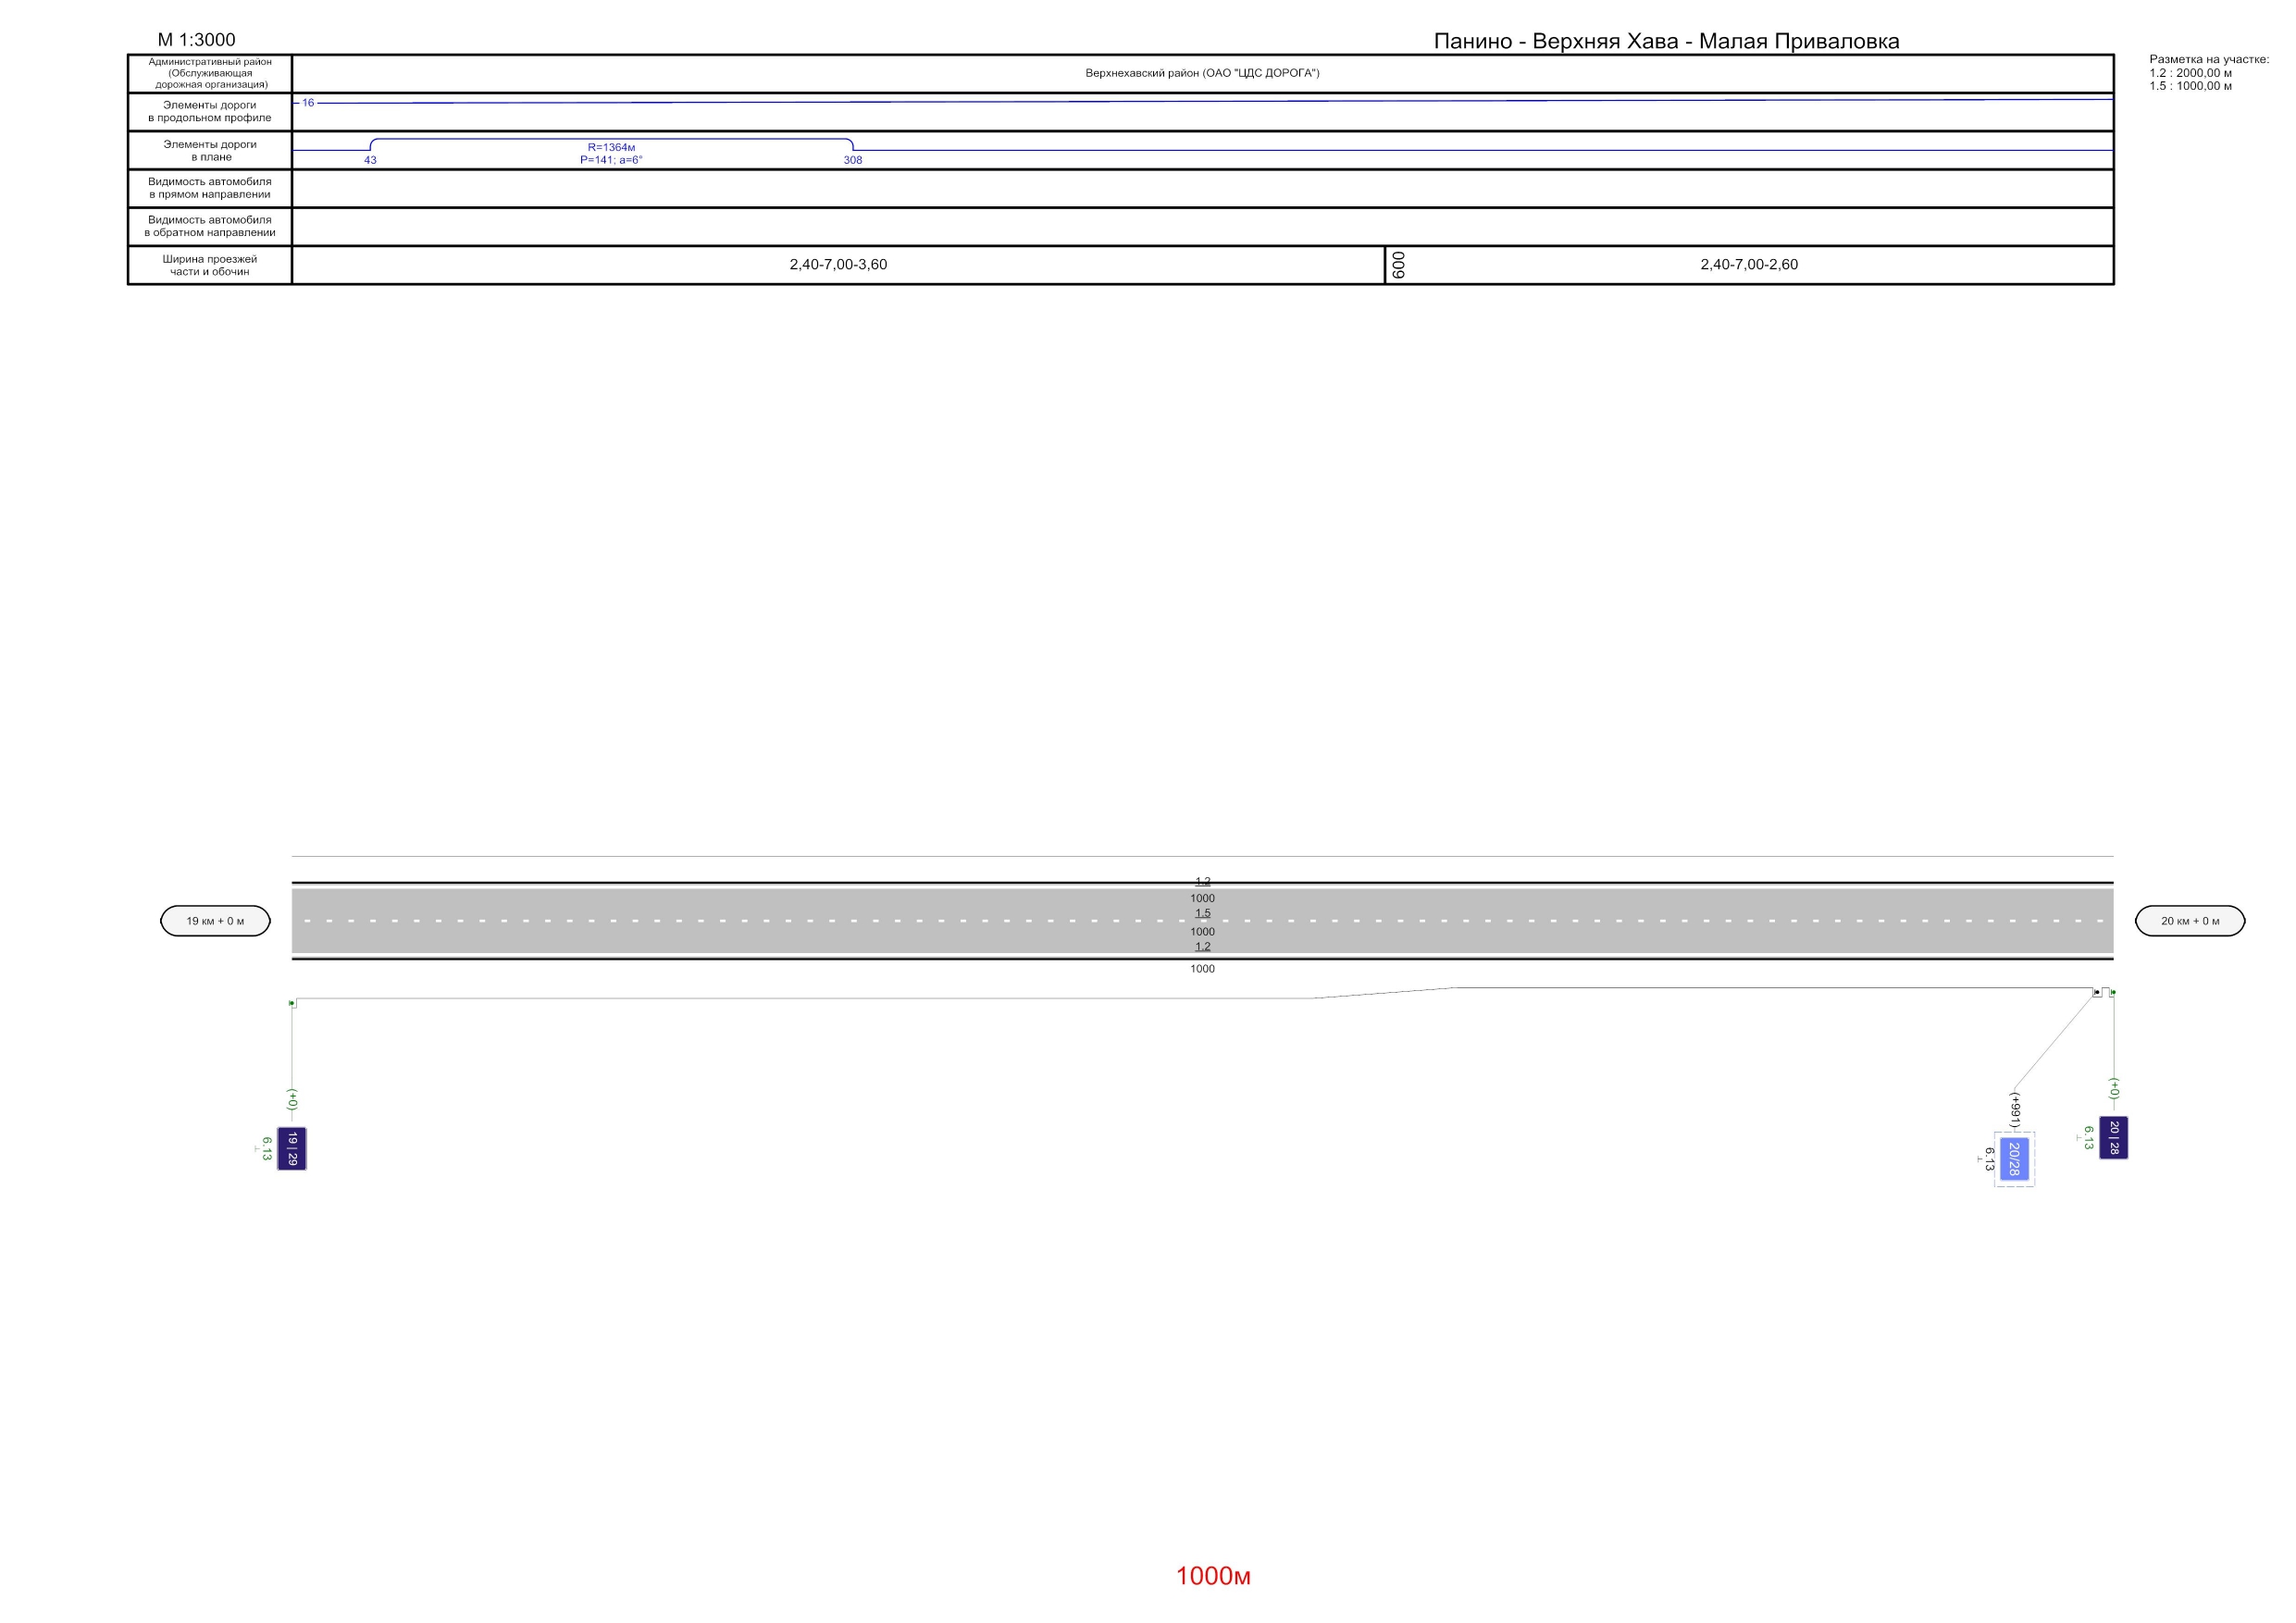 М 1:3000
Панино - Верхняя Хава - Малая Приваловка
Административный район
(Обслуживающая
дорожная организация)
Верхнехавский район (ОАО "ЦДС ДОРОГА")
Разметка на участке:
1.2 : 2000,00 м
1.5 : 1000,00 м
Элементы дороги
в продольном профиле
16
Элементы дороги
в плане
43
R=1364м
P=141; a=6°
308
Видимость автомобиля
в прямом направлении
Видимость автомобиля
в обратном направлении
Ширина проезжей
части и обочин
2,40-7,00-3,60
600
2,40-7,00-2,60
1.2
1000
1.5
1000
1.2
1000
19 км + 0 м
20 км + 0 м
(+0)
19 | 29
6.13
(+991)
20/28
6.13
(+0)
20 | 28
6.13
1000м